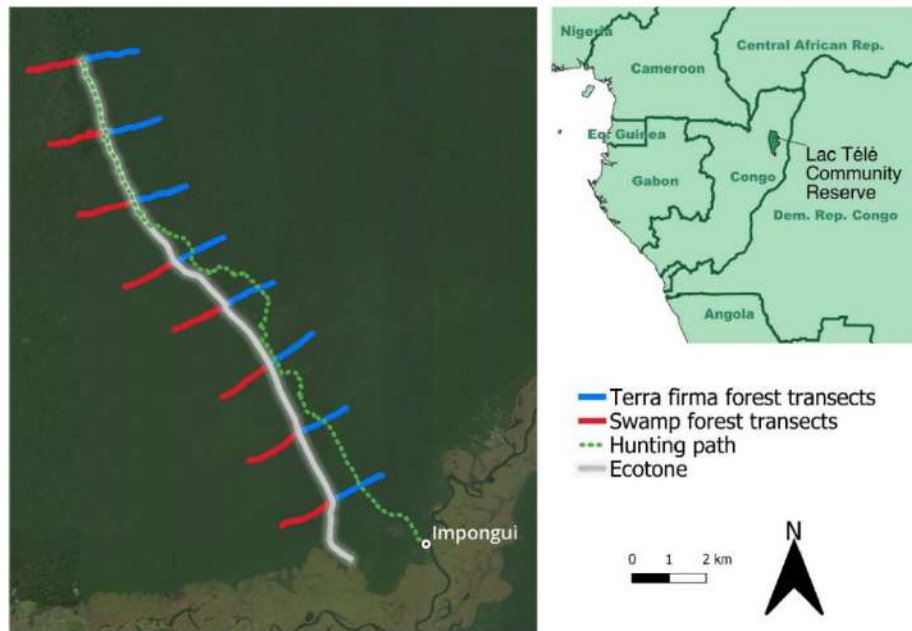 Impongui
Nigeria
Central African Rep.
Cameroon
Eq. Guinea
Gabon
Congo
Lac Télé
Community
Reserve
Dem. Rep. Congo
Angola
Terra firma forest transects
Swamp forest transects
Hunting path
Ecotone
N
0 1 2 km